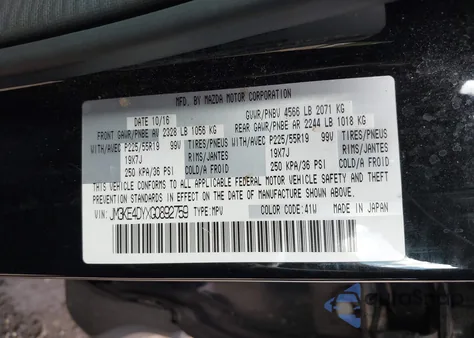 MFD. BY MAZDA MOTOR CORPORATION
DATE 10/16 GVWR/PNBV 4566 LB 2071 KG
FRONT GAWR/PNBE AV 2328 LB 1056 KG REAR GAWR/PNBE AR 2244 LB 1018 KG
WITH/AVEC P225/55R19 99V TIRES/PNEUS WITH/AVEC P225/55R19 99V TIRES/PNEUS
19X7J RIMS/JANTES 19X7J RIMS/JANTES
250 KPA/36 PSI COLD/A FROID 250 KPA/36 PSI COLD/A FROID
THIS VEHICLE CONFORMS TO ALL APPLICABLE FEDERAL MOTOR VEHICLE SAFETY AND THEFT
PREVENTION STANDARDS IN EFFECT ON THE DATE OF MANUFACTURE SHOWN ABOVE.
VIN: JM3KE4DYXG0892759 TYPE: MPV COLOR CODE: 41W MADE IN JAPAN